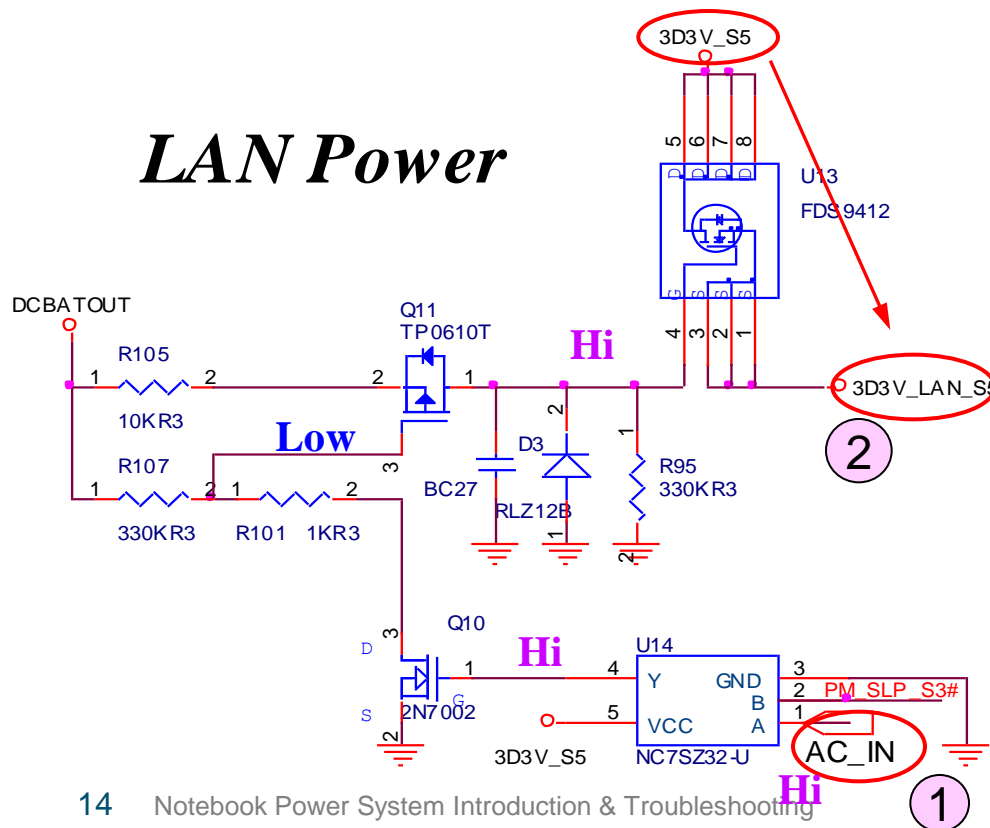 3D3V_S5
LAN Power
5
6
7
8
D
D
D
D
U13
FDS9412
G
S
S
S
4
3
2
1
DCBATOUT
Q11
TP0610T
R105
1
2
2
1
Hi
3D3V_LAN_S5
10KR3
Low
3
2
D3
1
2
R107
BC27
R95
330KR3
1
2
1
2
RLZ12B
330KR3
R101
1KR3
1
2
3
Q10
D
Hi
U14
1
4
Y
GND
3
G
B
2
PM_SLP_S3#
S
2N7002
5
VCC
A
1
2
3D3V_S5
NC7SZ32-U
AC_IN
Hi
1
14 Notebook Power System Introduction & Troubleshooting